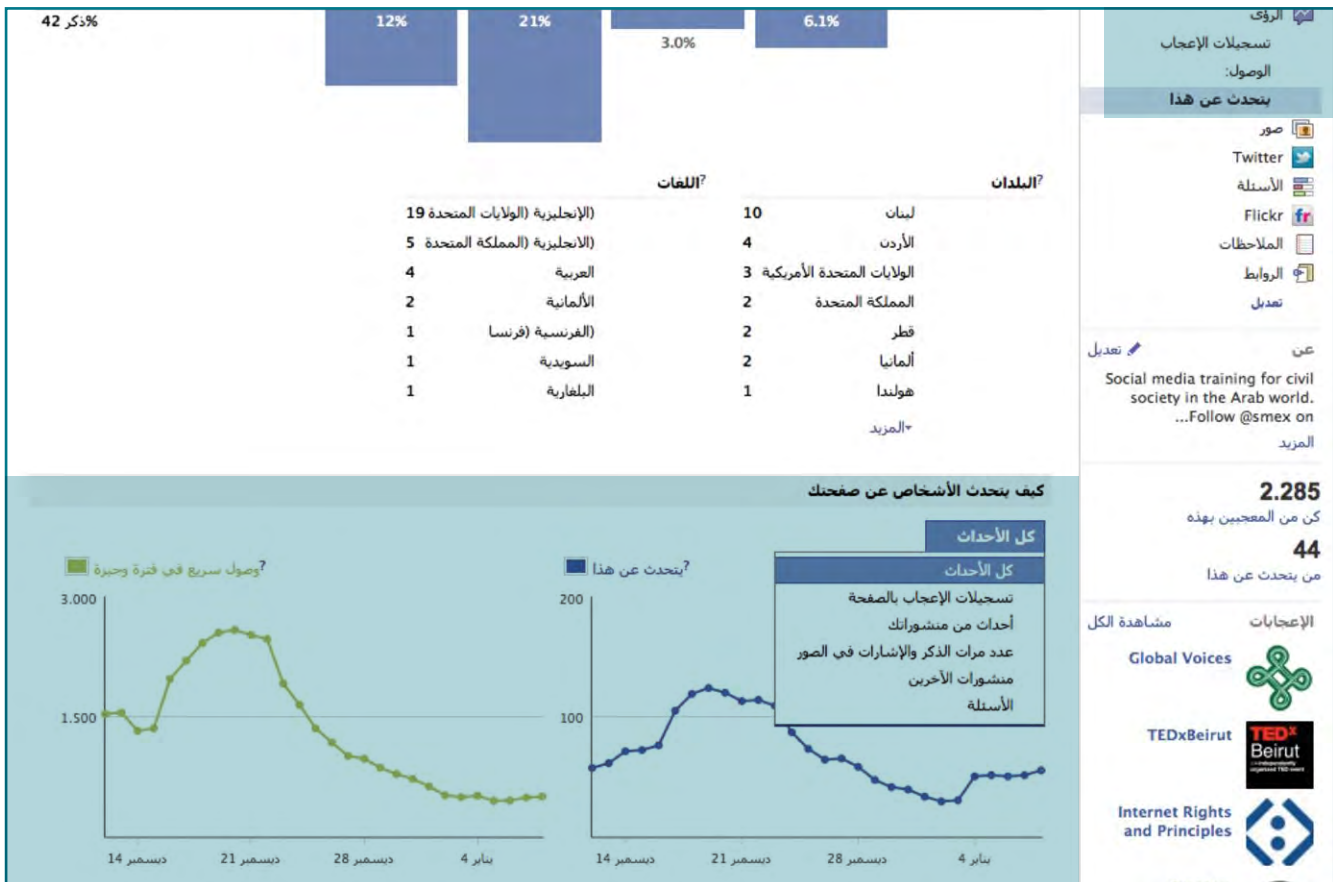 الرؤى
تسجيلات الإعجاب
الوصول:
يتحدث عن هذا
صور
Twitter
الأسئلة
Flickr
الملاحظات
الروابط
تعديل
عن
تعديل
Social media training for civil
society in the Arab world.
...Follow @smex on
المزيد
2.285
كن من المعجبين بهذه
44
من يتحدث عن هذا
الإعجابات مشاهدة الكل
Global Voices
TEDxBeirut
TEDx
Beirut
Internet Rights
and Principles
6.1%
3.0%
21%
12%
%ذكر 42
?البلدان
لبنان 10
الأردن 4
الولايات المتحدة الأمريكية 3
المملكة المتحدة 2
قطر 2
ألمانيا 2
هولندا 1
المزيد
?اللغات
(الإنجليزية (الولايات المتحدة 19
(الانجليزية (المملكة المتحدة 5
العربية 4
الألمانية 2
(الفرنسية (فرنسا 1
السويدية 1
البلغارية 1
كيف يتحدث الأشخاص عن صفحتك
كل الأحداث
كل الأحداث
تسجيلات الإعجاب بالصفحة
أحداث من منشوراتك
عدد مرات الذكر والإشارات في الصور
منشورات الآخرين
الأسئلة
?يتحدث عن هذا
200
100
14 ديسمبر
21 ديسمبر
28 ديسمبر
4 يناير
?وصول سريع في فترة وجيزة
3.000
1.500
14 ديسمبر
21 ديسمبر
28 ديسمبر
4 يناير